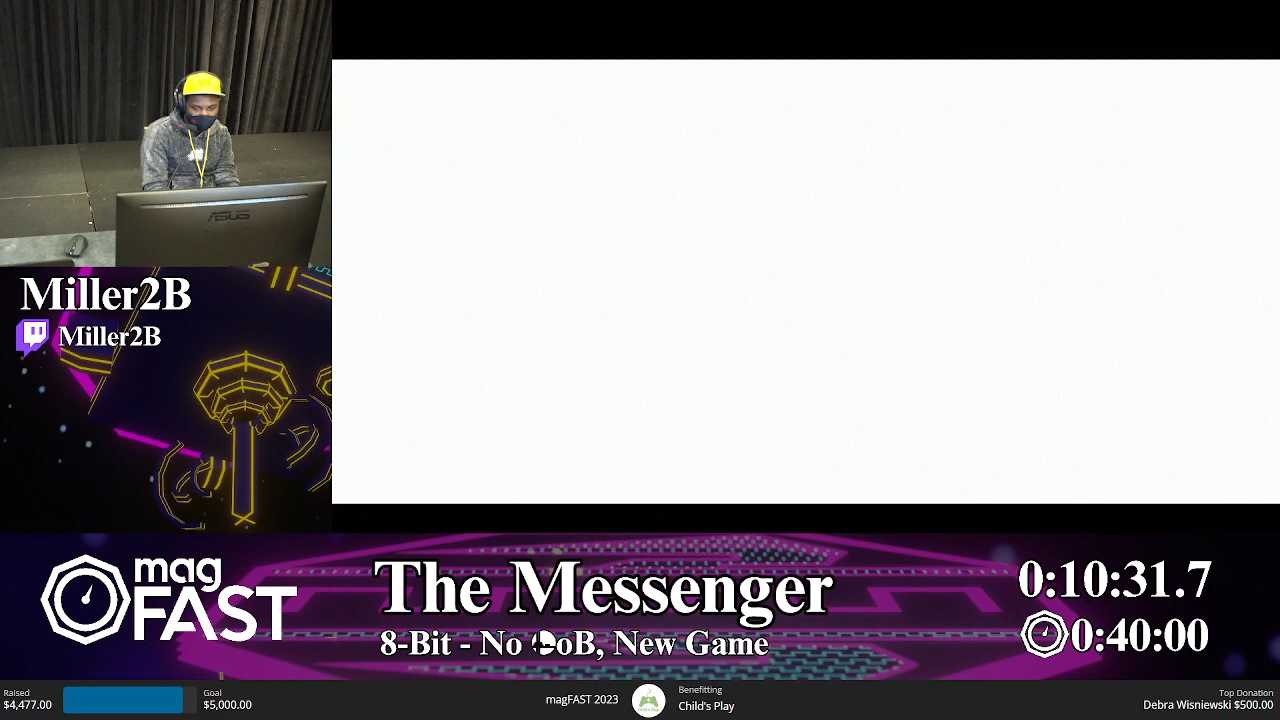 ASUS
Miller2B
Miller2B
mag
FAST
The Messenger
8-Bit - No OoB, New Game
0:10:31.7
0:40:00
Raised
$4,477.00
Goal
$5,000.00
magFAST 2023
Benefitting
Child's Play
Top Donation
Debra Wisniewski $500.00